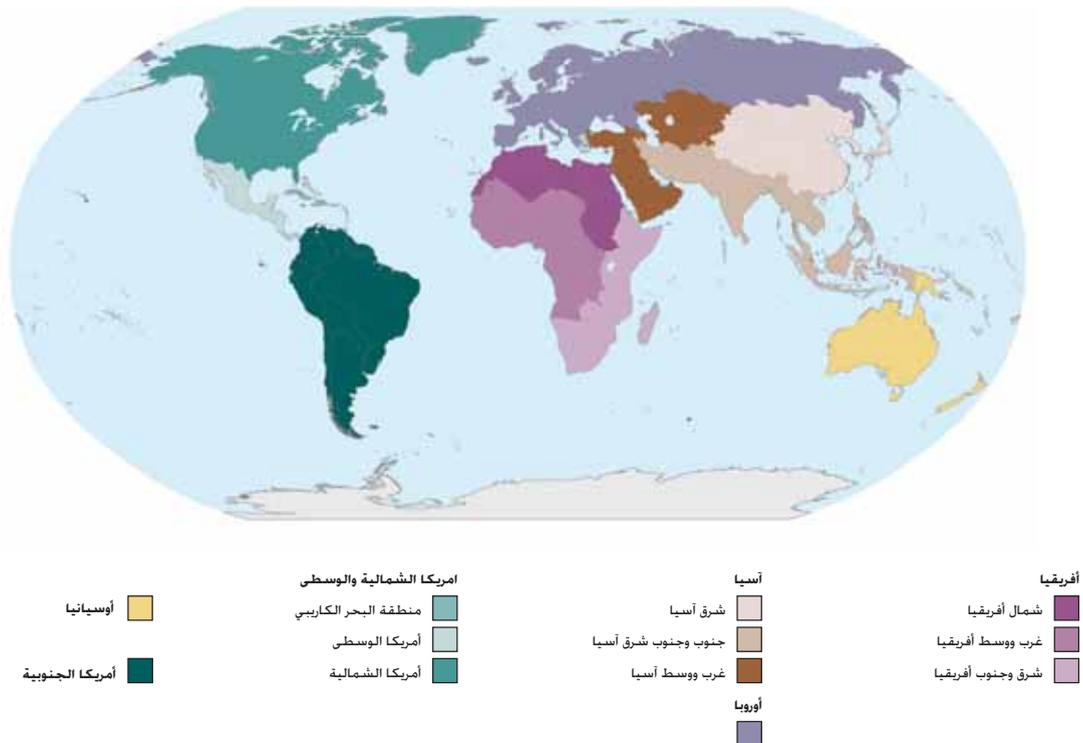 أفريقيا
شمال أفريقيا
غرب ووسط أفريقيا
شرق وجنوب أفريقيا
آسيا
شرق آسيا
جنوب وجنوب شرق آسيا
غرب ووسط آسيا
أوروبا
امريكا الشمالية والوسطى
منطقة البحر الكاريبي
أمريكا الوسطى
أمريكا الشمالية
أوسيانيا
أمريكا الجنوبية